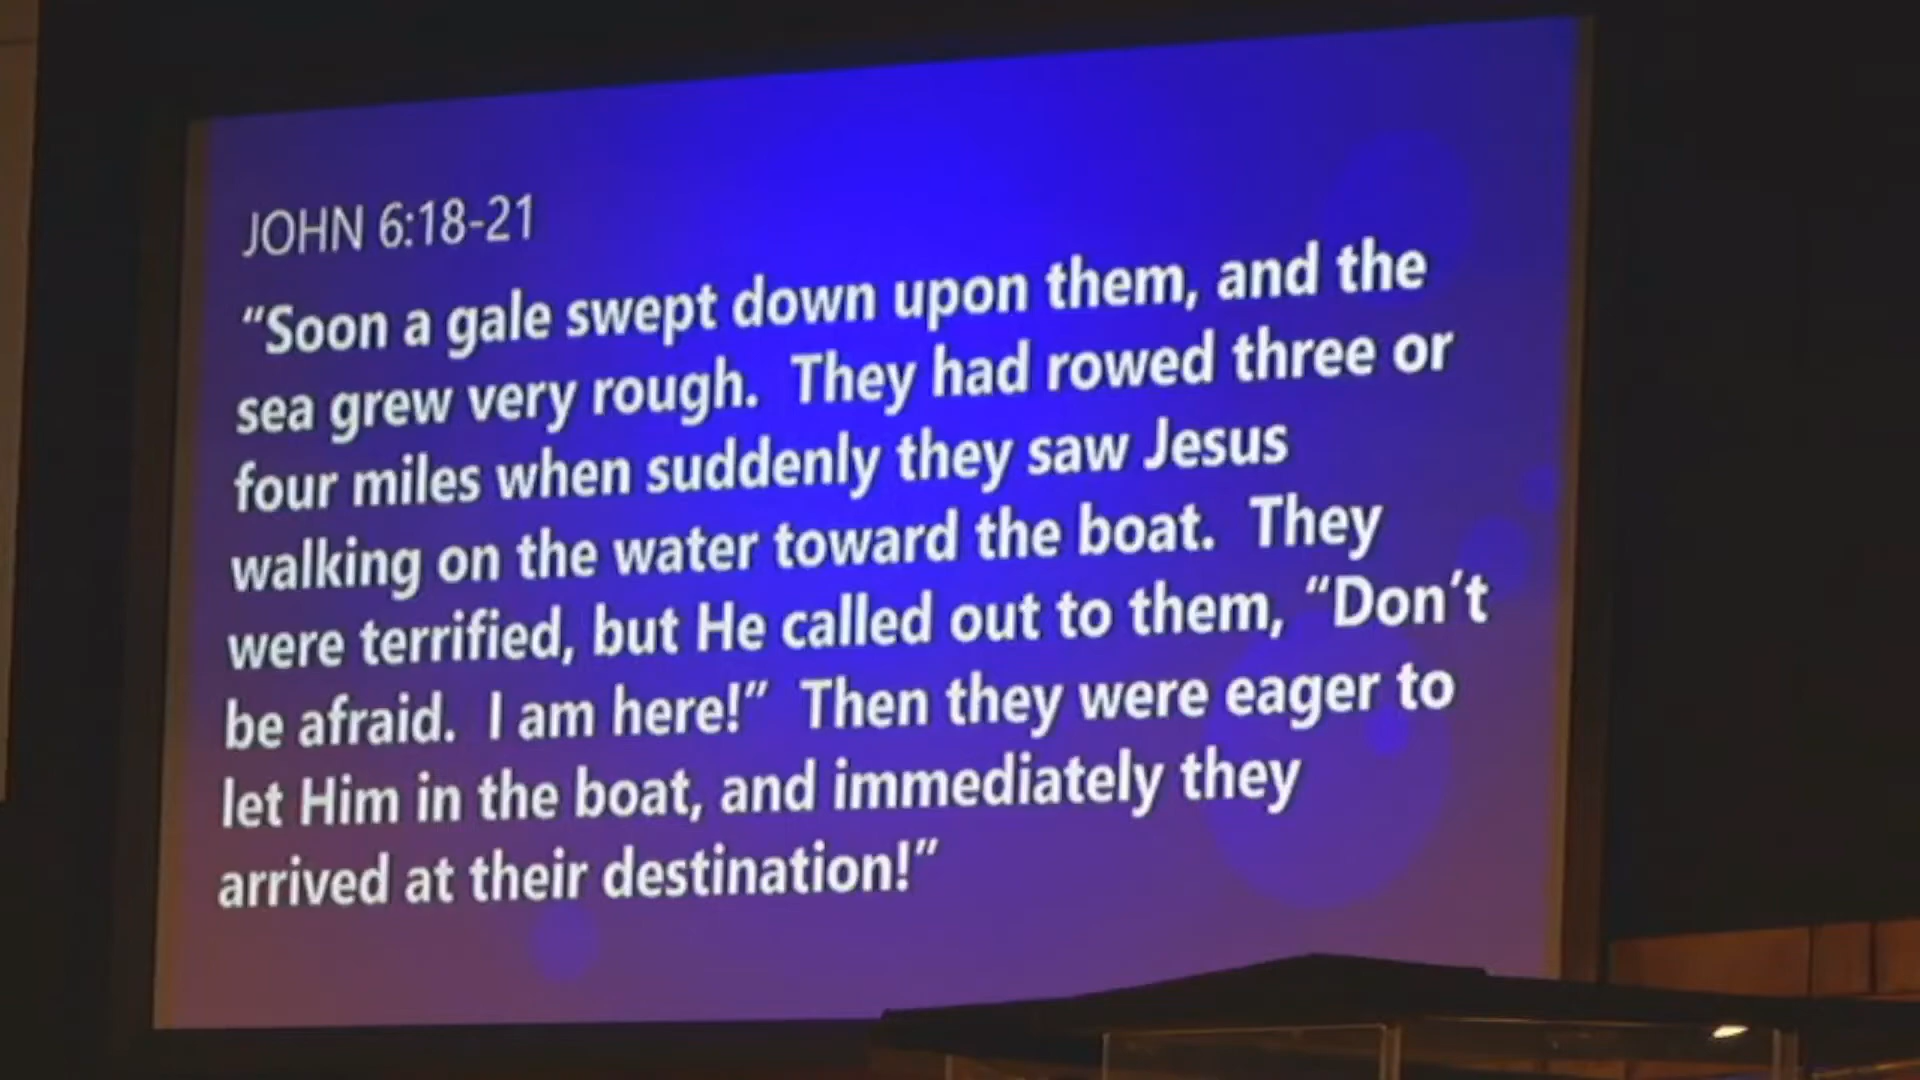 JOHN 6:18-21
“Soon a gale swept down upon them, and the
sea grew very rough.  They had rowed three or
four miles when suddenly they saw Jesus
walking on the water toward the boat.  They
were terrified, but He called out to them, “Don’t
be afraid.  I am here!”  Then they were eager to
let Him in the boat, and immediately they
arrived at their destination!”